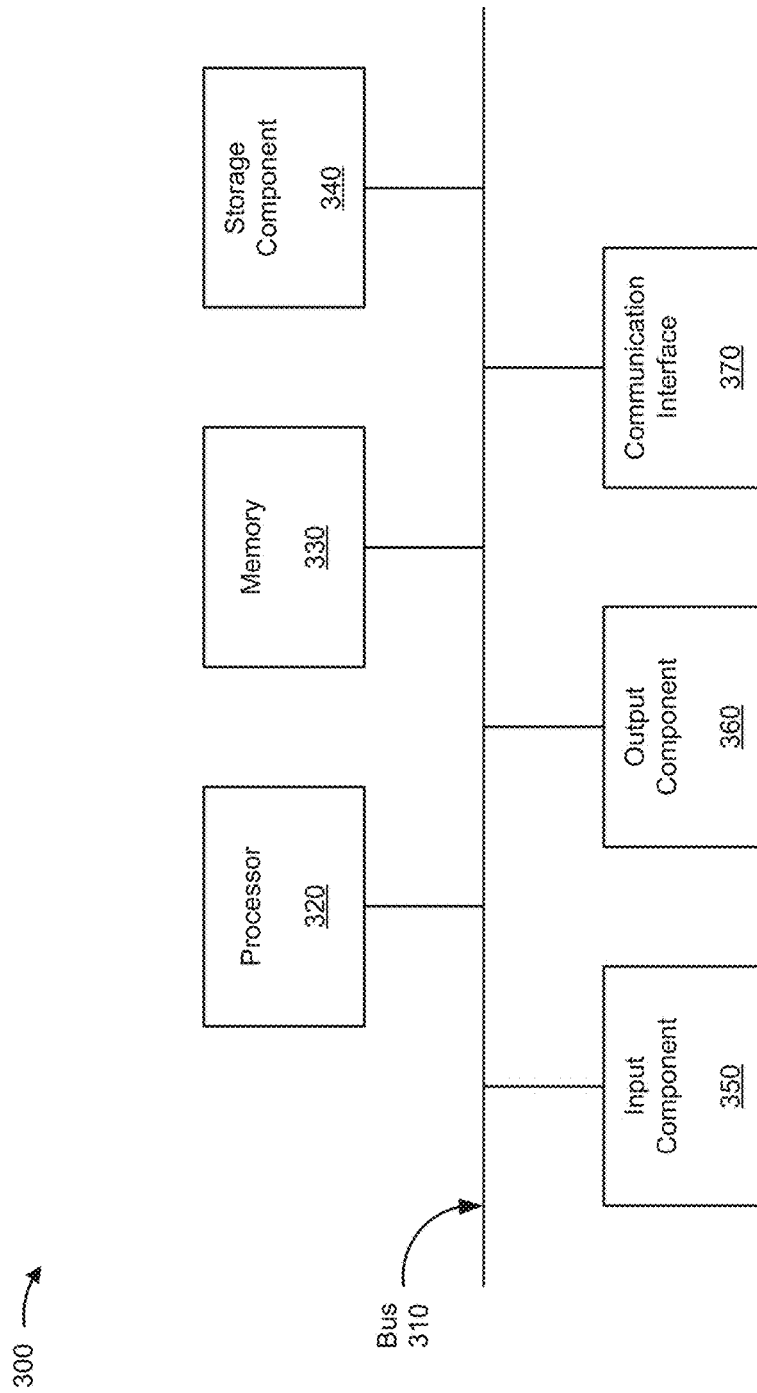 300
Processor
320
Memory
330
Storage
Component
340
Bus
310
Input
Component
350
Output
Component
360
Communication
Interface
370